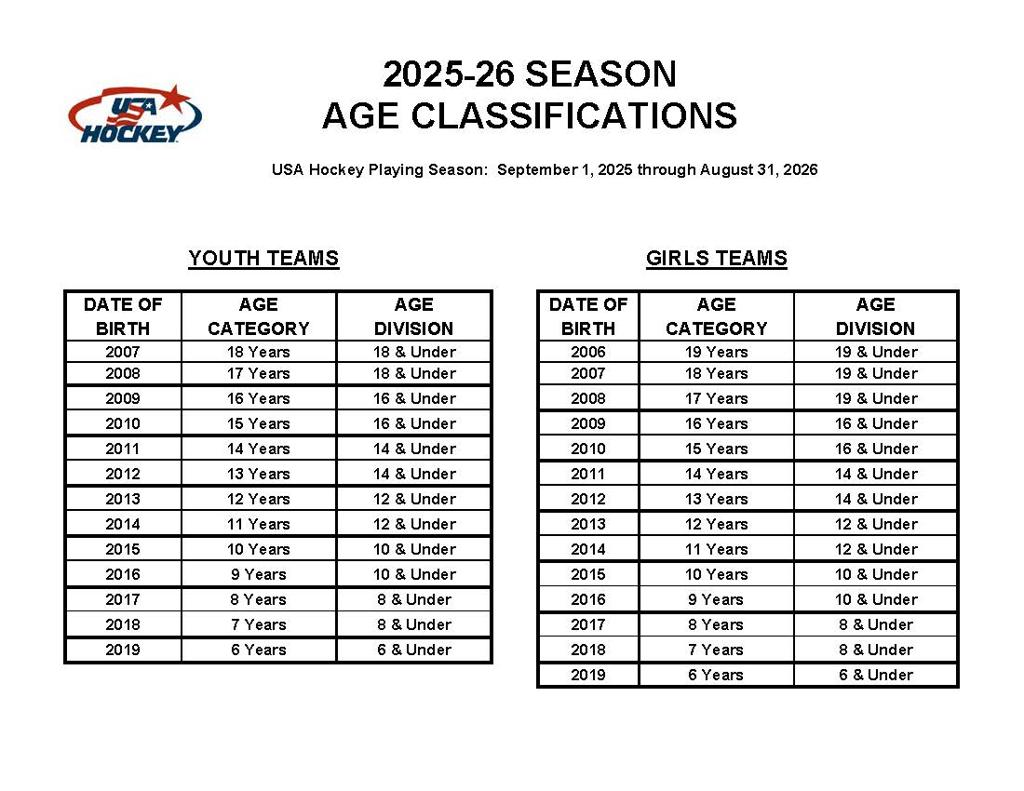 USA
HOCKEY
2025-26 SEASON
AGE CLASSIFICATIONS
USA Hockey Playing Season: September 1, 2025 through August 31, 2026
YOUTH TEAMS
DATE OF BIRTH AGE CATEGORY AGE DIVISION
2007 18 Years 18 & Under
2008 17 Years 18 & Under
2009 16 Years 16 & Under
2010 15 Years 16 & Under
2011 14 Years 14 & Under
2012 13 Years 14 & Under
2013 12 Years 12 & Under
2014 11 Years 12 & Under
2015 10 Years 10 & Under
2016 9 Years 10 & Under
2017 8 Years 8 & Under
2018 7 Years 8 & Under
2019 6 Years 6 & Under
GIRLS TEAMS
DATE OF BIRTH AGE CATEGORY AGE DIVISION
2006 19 Years 19 & Under
2007 18 Years 19 & Under
2008 17 Years 19 & Under
2009 16 Years 16 & Under
2010 15 Years 16 & Under
2011 14 Years 14 & Under
2012 13 Years 14 & Under
2013 12 Years 12 & Under
2014 11 Years 12 & Under
2015 10 Years 10 & Under
2016 9 Years 10 & Under
2017 8 Years 8 & Under
2018 7 Years 8 & Under
2019 6 Years 6 & Under